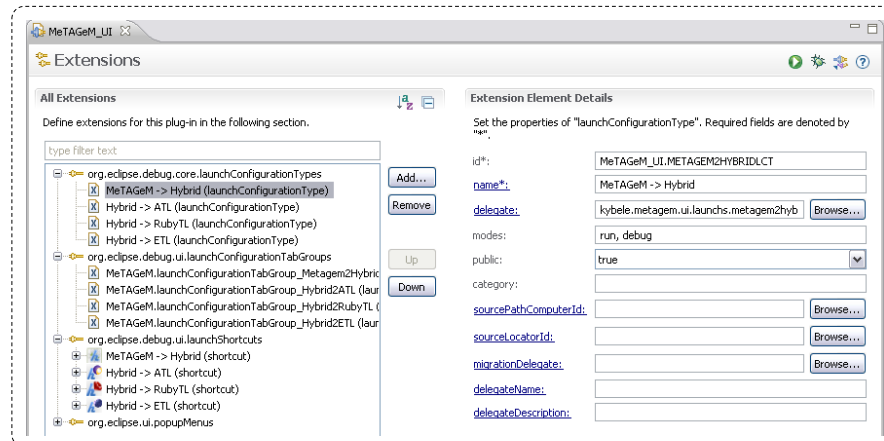 MeTAGeM_UI
Extensions
All Extensions
Define extensions for this plug-in in the following section.
type filter text
org.eclipse.debug.core.launchConfigurationTypes
MeTAGeM -> Hybrid (launchConfigurationType)
Hybrid -> ATL (launchConfigurationType)
Hybrid -> RubyTL (launchConfigurationType)
Hybrid -> ETL (launchConfigurationType)
org.eclipse.debug.ui.launchConfigurationTabGroups
MeTAGeM.launchConfigurationTabGroup_Metagem2Hybrid
MeTAGeM.launchConfigurationTabGroup_Hybrid2ATL (laur
MeTAGeM.launchConfigurationTabGroup_Hybrid2RubyTL (
MeTAGeM.launchConfigurationTabGroup_Hybrid2ETL (laur
org.eclipse.debug.ui.launchShortcuts
MeTAGeM -> Hybrid (shortcut)
Hybrid -> ATL (shortcut)
Hybrid -> RubyTL (shortcut)
Hybrid -> ETL (shortcut)
org.eclipse.ui.popupMenus
Add...
Remove
Up
Down
Extension Element Details
Set the properties of "launchConfigurationType". Required fields are denoted by
"*".
id*: MeTAGeM_UI.METAGEM2HYBRIDLCT
name*: MeTAGeM -> Hybrid
delegate: kybele.metagem.ui.launchs.metagem2hyb Browse...
modes: run, debug
public: true
category:
sourcePathComputerId: Browse...
sourceLocatorId: Browse...
migrationDelegate: Browse...
delegateName:
delegateDescription: